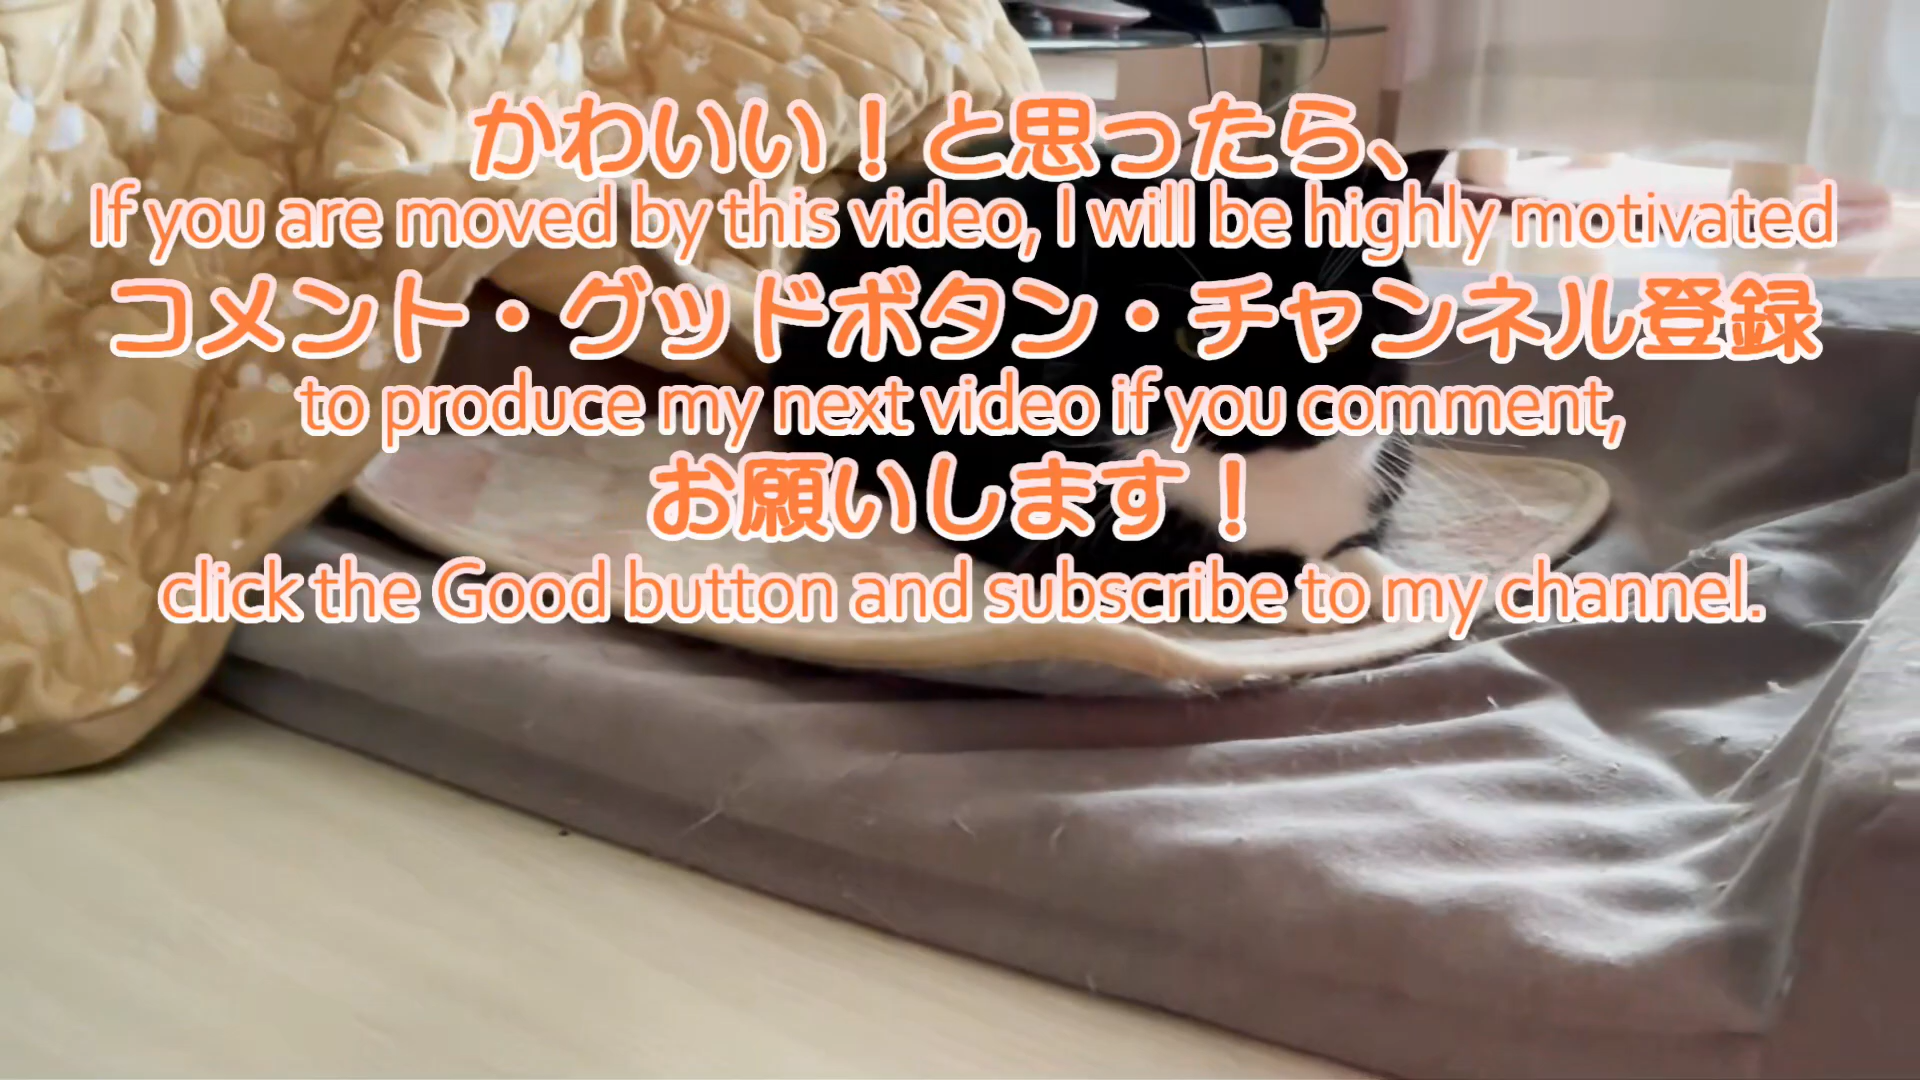 かわいい！と思ったら、
If you are moved by this video, I will be highly motivated
コメント・グッドボタン・チャンネル登録
to produce my next video if you comment,
お願いします！
click the Good button and subscribe to my channel.